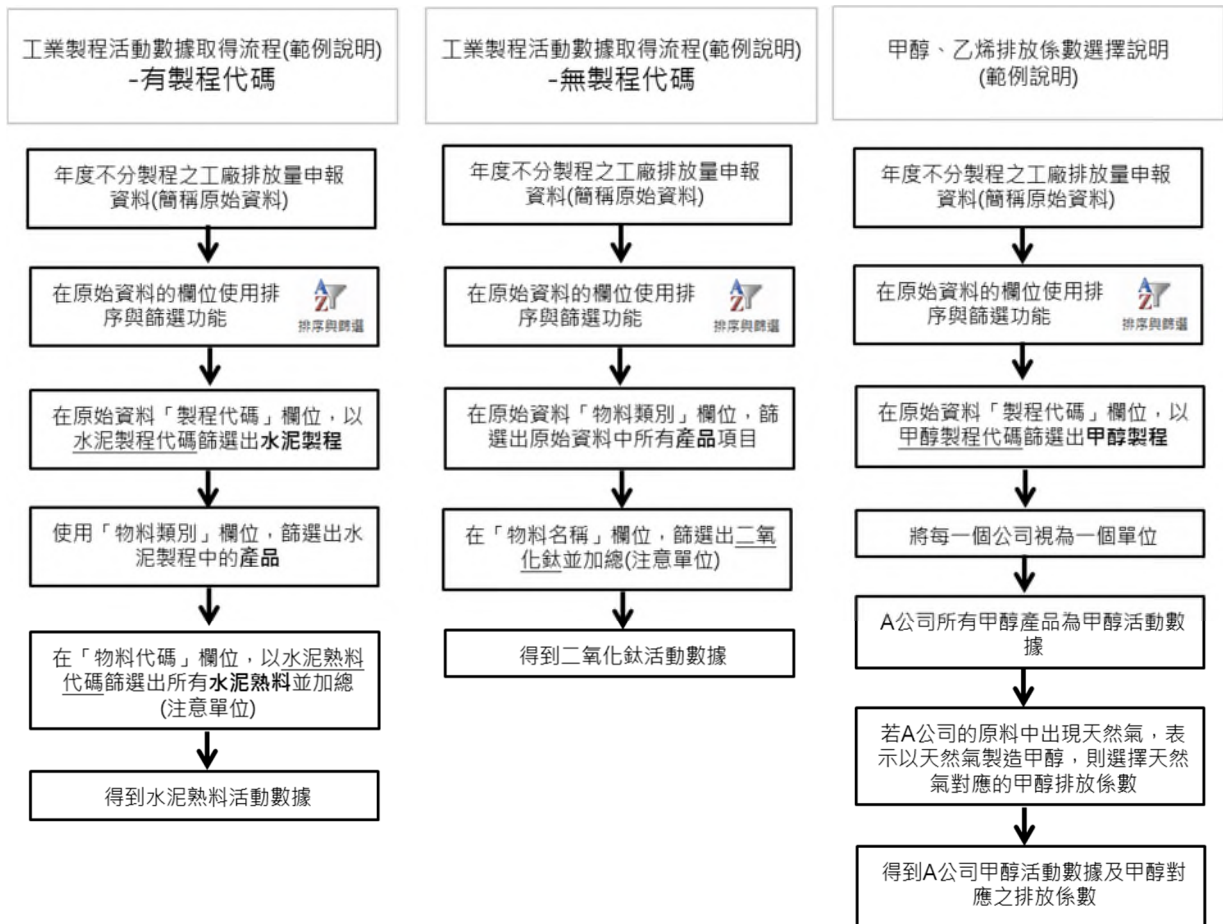 工業製程活動數據取得流程(範例說明)
-有製程代碼
年度不分製程之工廠排放量申報
資料(簡稱原始資料)
在原始資料的欄位使用排
序與篩選功能
排序與篩選
在原始資料「製程代碼」欄位，以
水泥製程代碼篩選出水泥製程
使用「物料類別」欄位，篩選出水
泥製程中的產品
在「物料代碼」欄位，以水泥熟料
代碼篩選出所有水泥熟料並加總
(注意單位)
得到水泥熟料活動數據
工業製程活動數據取得流程(範例說明)
-無製程代碼
年度不分製程之工廠排放量申報
資料(簡稱原始資料)
在原始資料的欄位使用排
序與篩選功能
排序與篩選
在原始資料「物料類別」欄位，篩
選出原始資料中所有產品項目
在「物料名稱」欄位，篩選出二氧
化鈦並加總(注意單位)
得到二氧化鈦活動數據
甲醇、乙烯排放係數選擇說明
(範例說明)
年度不分製程之工廠排放量申報
資料(簡稱原始資料)
在原始資料的欄位使用排
序與篩選功能
排序與篩選
在原始資料「製程代碼」欄位，以
甲醇製程代碼篩選出甲醇製程
將每一個公司視為一個單位
A公司所有甲醇產品為甲醇活動數
據
若A公司的原料中出現天然氣，表
示以天然氣製造甲醇，則選擇天然
氣對應的甲醇排放係數
得到A公司甲醇活動數據及甲醇對
應之排放係數